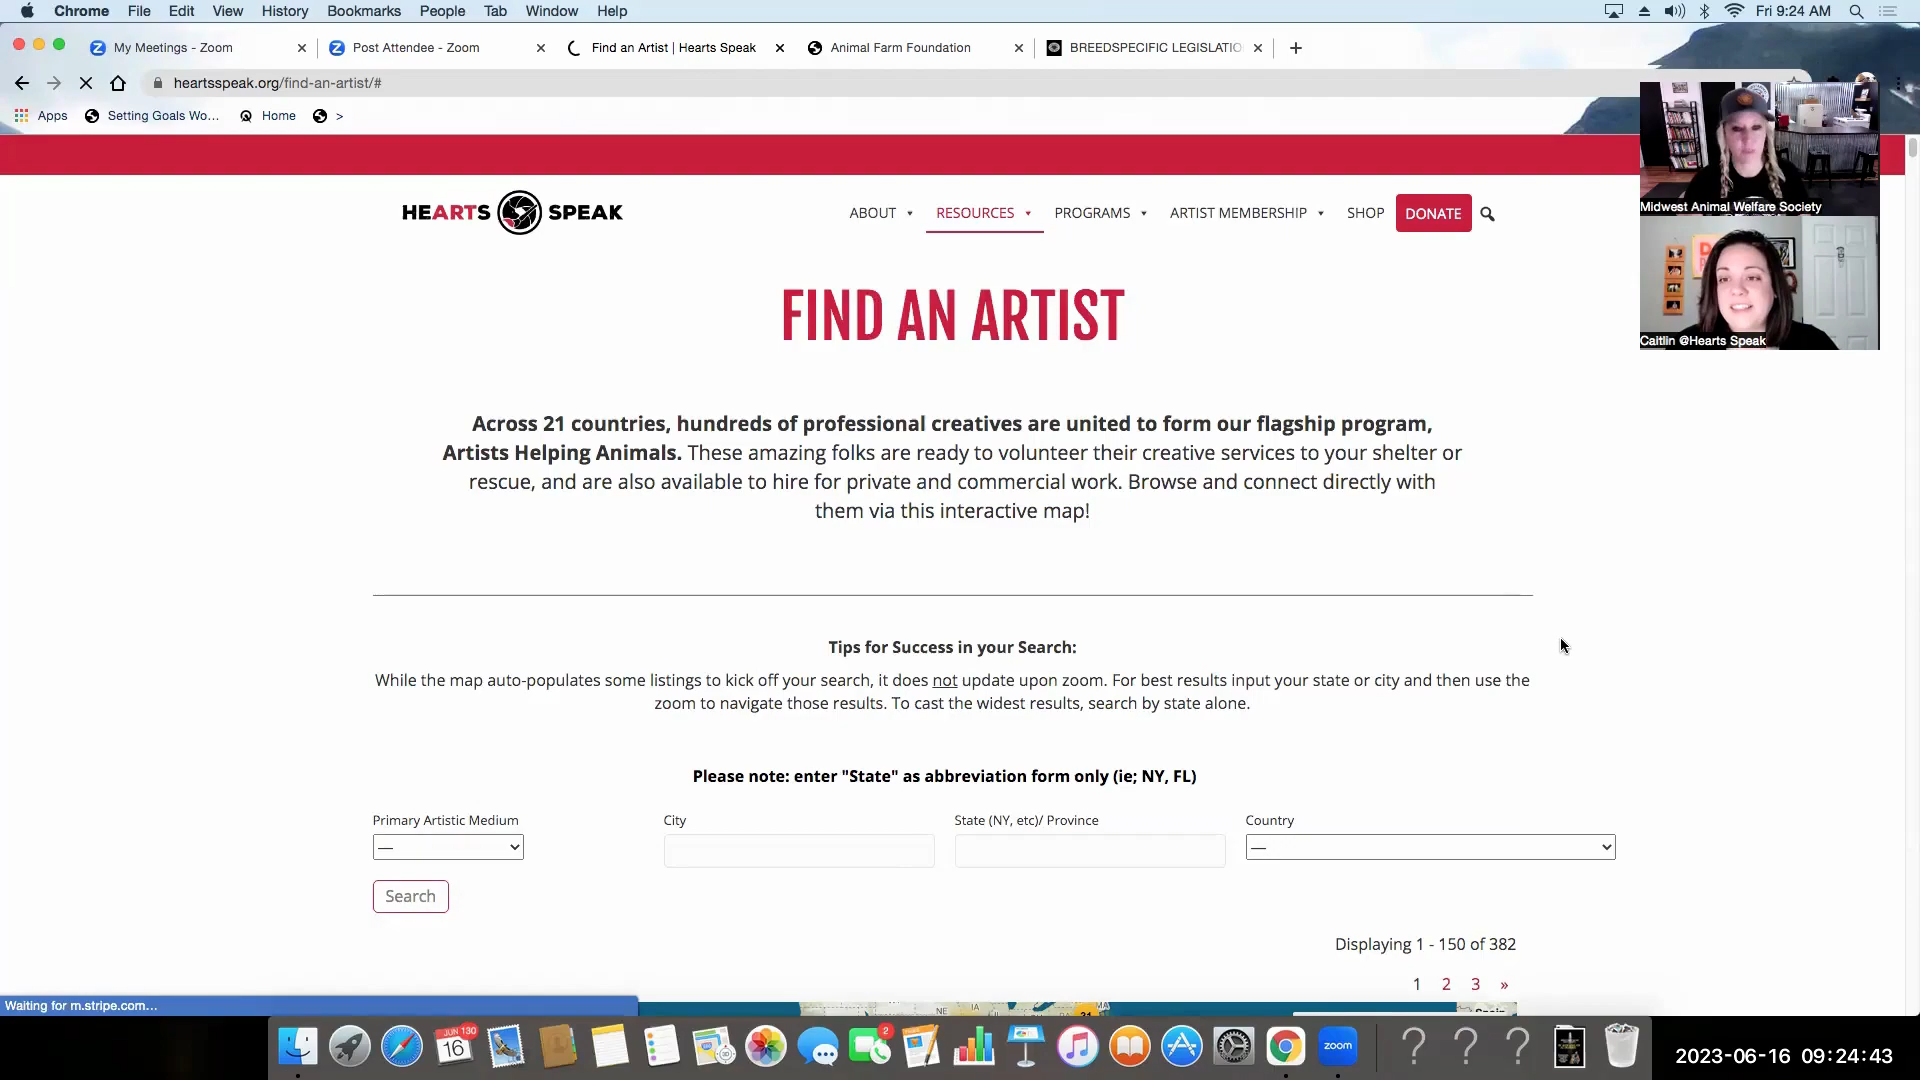 Chrome File Edit View History Bookmarks People Tab Window Help
Fri 9:24 AM
My Meetings - Zoom
Post Attendee - Zoom
Find an Artist | Hearts Speak
Animal Farm Foundation
BREEDSPECIFIC LEGISLATIO
heartsspeak.org/find-an-artist/#
Apps
Setting Goals Wo...
Home
>
HEARTS SPEAK
ABOUT
RESOURCES
PROGRAMS
ARTIST MEMBERSHIP
SHOP
DONATE
Midwest Animal Welfare Society
Caitlin @Hearts Speak
FIND AN ARTIST
Across 21 countries, hundreds of professional creatives are united to form our flagship program,
Artists Helping Animals. These amazing folks are ready to volunteer their creative services to your shelter or
rescue, and are also available to hire for private and commercial work. Browse and connect directly with
them via this interactive map!
Tips for Success in your Search:
While the map auto-populates some listings to kick off your search, it does not update upon zoom. For best results input your state or city and then use the
zoom to navigate those results. To cast the widest results, search by state alone.
Please note: enter "State" as abbreviation form only (ie; NY, FL)
Primary Artistic Medium
City
State (NY, etc)/ Province
Country
—
—
Search
Displaying 1 - 150 of 382
1 2 3 »
Waiting for m.stripe.com...
NE
IA
31
JUN 130
16
2
zoom
? ? ?
2023-06-16 09:24:43